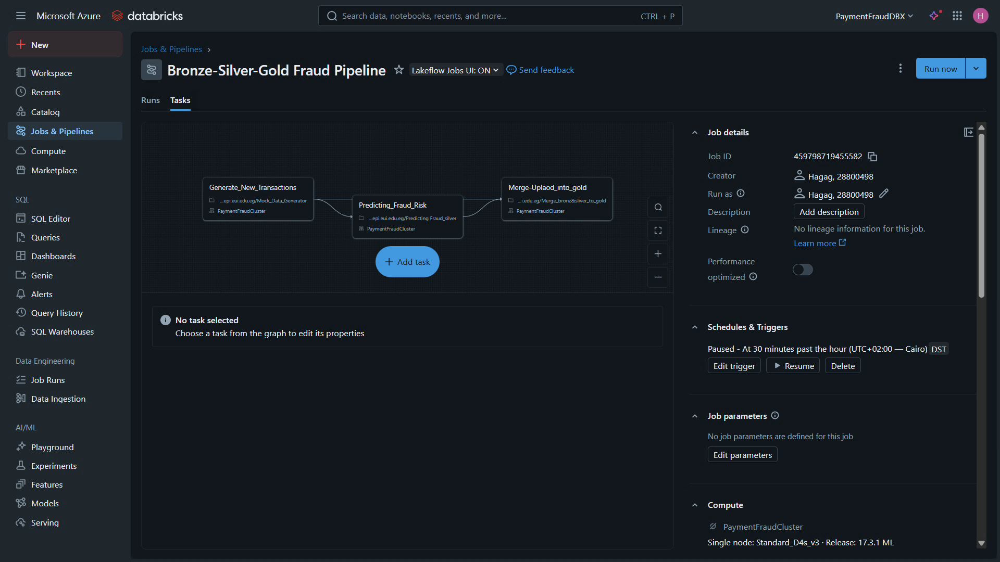 Microsoft Azure
databricks
Search data, notebooks, recents, and more...
CTRL + P
PaymentFraudDBX
H
New
Workspace
Recents
Catalog
Jobs & Pipelines
Compute
Marketplace
SQL
SQL Editor
Queries
Dashboards
Genie
Alerts
Query History
SQL Warehouses
Data Engineering
Job Runs
Data Ingestion
AI/ML
Playground
Experiments
Features
Models
Serving
Jobs & Pipelines
Bronze-Silver-Gold Fraud Pipeline
Lakeflow Jobs UI: ON
Send feedback
Run now
Runs
Tasks
Generate_New_Transactions
...epi.eui.edu.eg/Mock_Data_Generator
PaymentFraudCluster
Predicting_Fraud_Risk
...epi.eui.edu.eg/Predicting Fraud_silver
PaymentFraudCluster
Merge-Uplaod_into_gold
...i.edu.eg/Merge_bronz&sliver_to_gold
PaymentFraudCluster
Add task
No task selected
Choose a task from the graph to edit its properties
Job details
Job ID
459798719455582
Creator
Hagag, 28800498
Run as
Hagag, 28800498
Description
Add description
Lineage
No lineage information for this job.
Learn more
Performance
optimized
Schedules & Triggers
Paused - At 30 minutes past the hour (UTC+02:00 — Cairo) DST
Edit trigger
Resume
Delete
Job parameters
No job parameters are defined for this job
Edit parameters
Compute
PaymentFraudCluster
Single node: Standard_D4s_v3 · Release: 17.3.1 ML